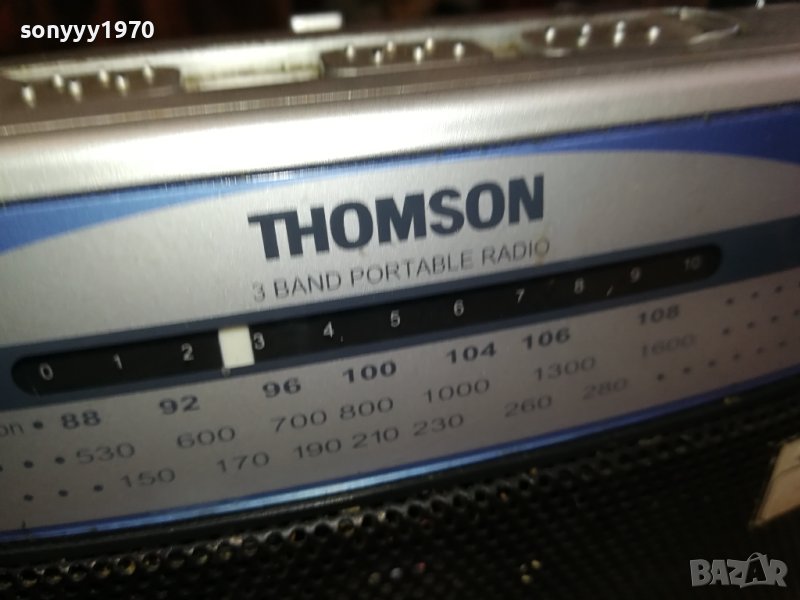 sonyyy1970
THOMSON
3 BAND PORTABLE RADIO
0 1 2 3 4 5 6 7 8 9 10
on • 88 92 96 100 104 106 108
530 600 700 800 1000 1300 1600
150 170 190 210 230 260 280
BAZAR